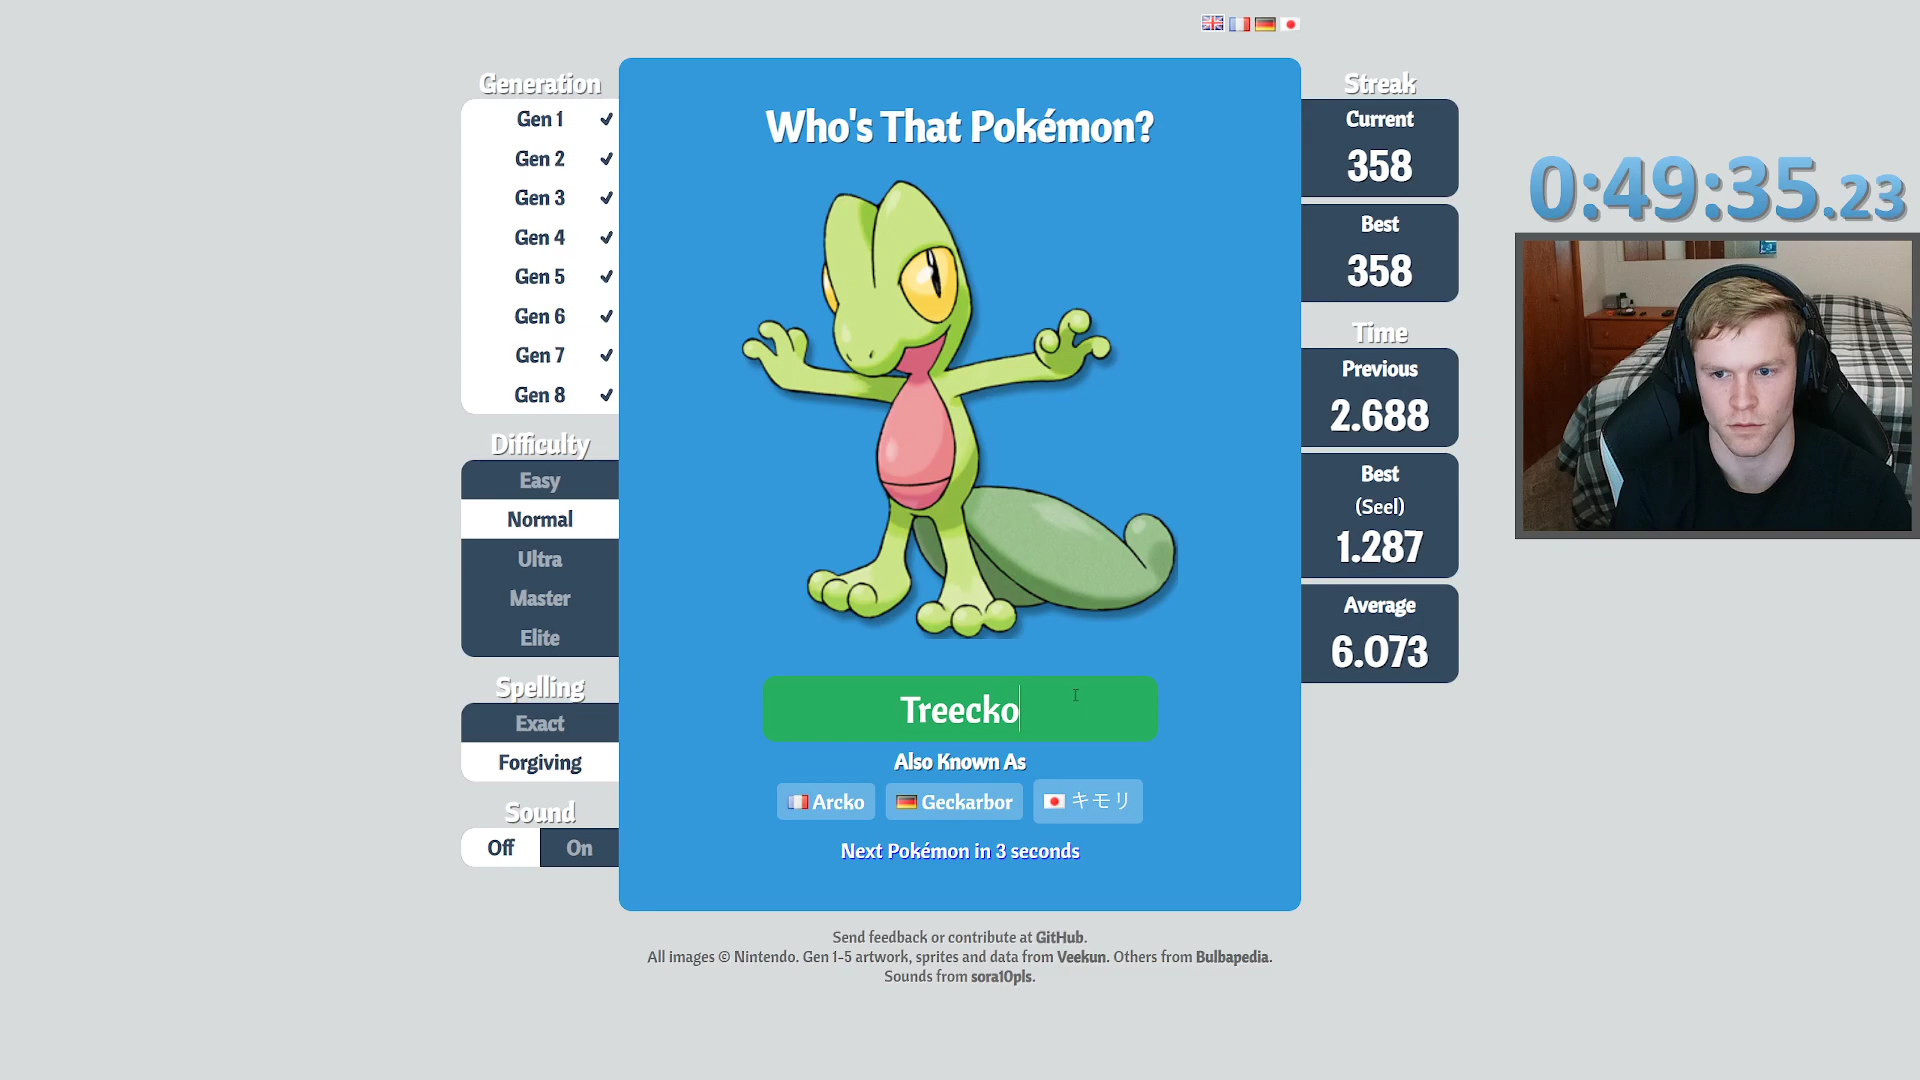 Generation
Gen 1
Gen 2
Gen 3
Gen 4
Gen 5
Gen 6
Gen 7
Gen 8
Difficulty
Easy
Normal
Ultra
Master
Elite
Spelling
Exact
Forgiving
Sound
Off On
Who's That Pokémon?
Treecko
Also Known As
Arcko Geckarbor キモリ
Next Pokémon in 3 seconds
Streak
Current
358
Best
358
Time
Previous
2.688
Best
(Seel)
1.287
Average
6.073
0:49:35.23
Send feedback or contribute at GitHub.
All images © Nintendo. Gen 1-5 artwork, sprites and data from Veekun. Others from Bulbapedia.
Sounds from sora10pls.